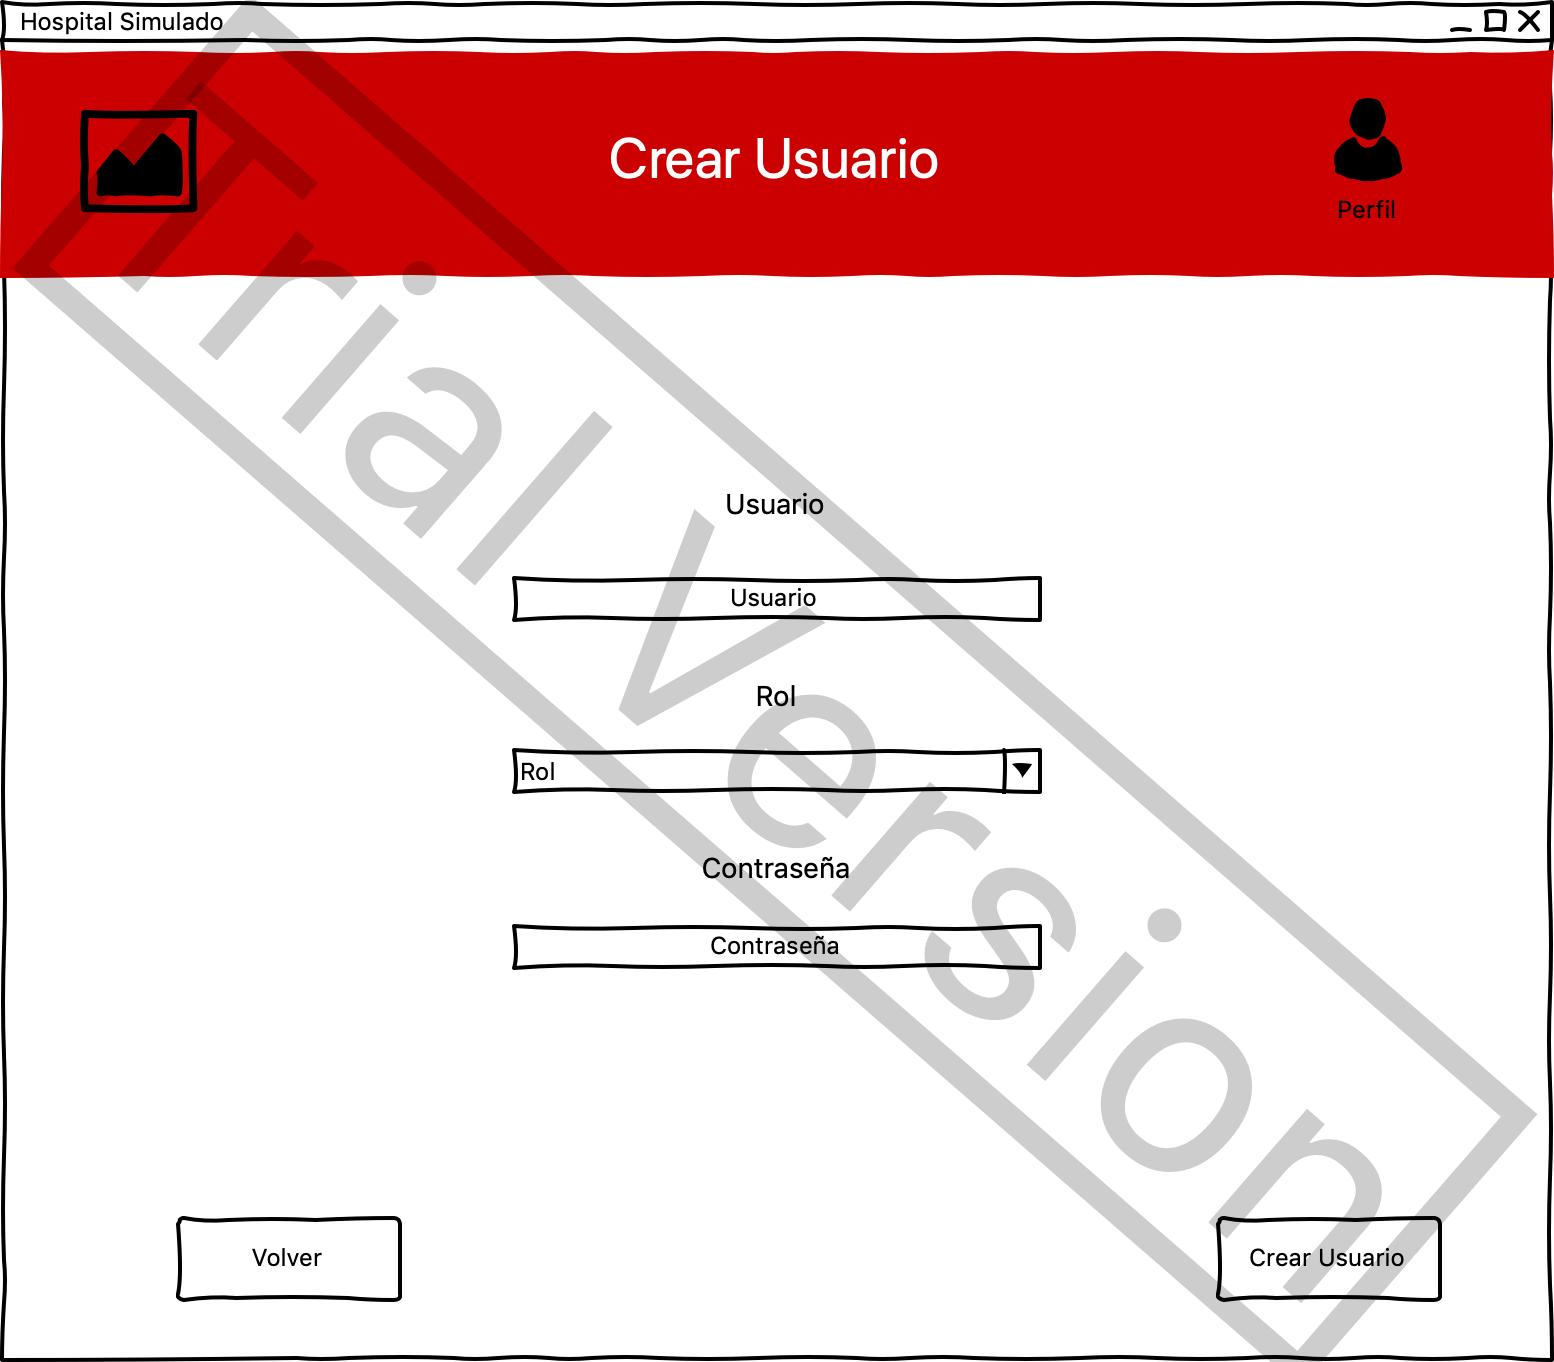 Hospital Simulado
Crear Usuario
Perfil
Usuario
Usuario
Rol
Rol
Contraseña
Contraseña
Volver
Crear Usuario
Trial Version